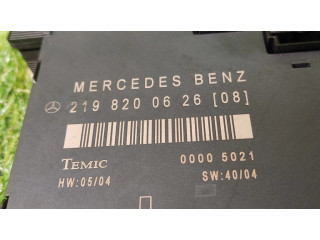 MERCEDES BENZ
219 820 06 26 [08]
TEMIC 0000 5021
HW:05/04 SW:40/04